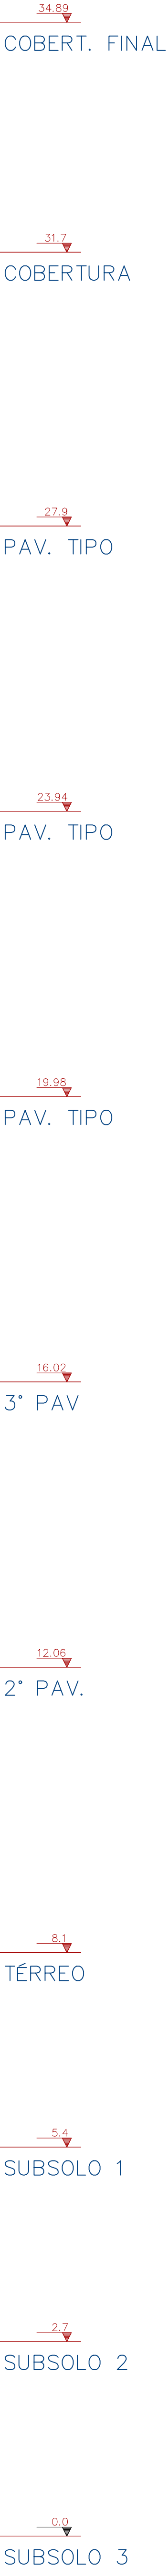 34.89
COBERT. FINAL
31.7
COBERTURA
27.9
PAV. TIPO
23.94
PAV. TIPO
19.98
PAV. TIPO
16.02
3° PAV
12.06
2° PAV.
8.1
TÉRREO
5.4
SUBSOLO 1
2.7
SUBSOLO 2
0.0
SUBSOLO 3